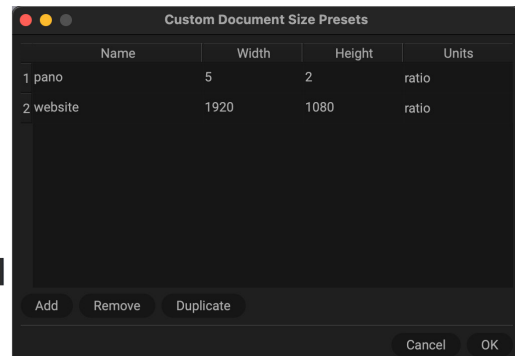 Custom Document Size Presets
Name Width Height Units
1 pano 5 2 ratio
2 website 1920 1080 ratio
Add Remove Duplicate
Cancel OK